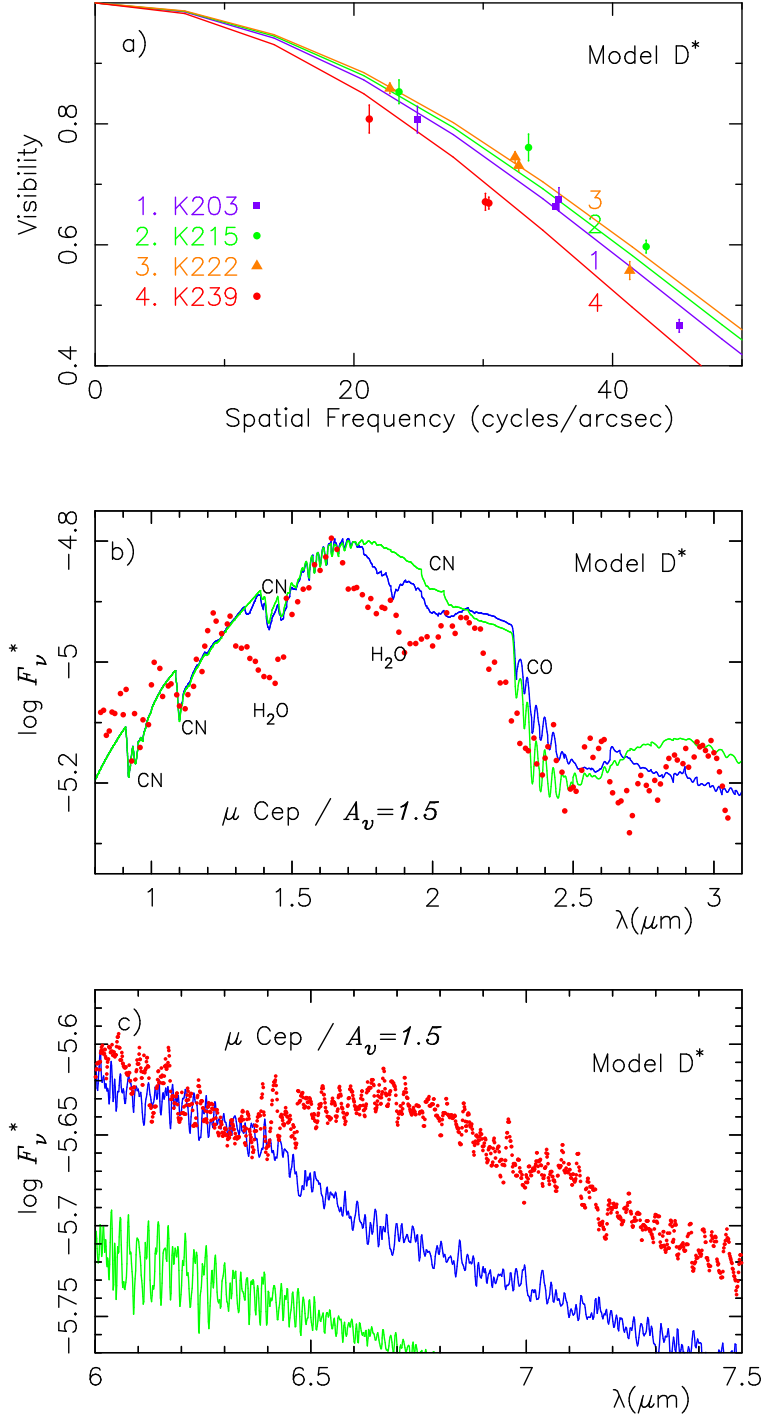 a)
Model D*
Visibility
0.8
0.6
0.4
1. K203
2. K215
3. K222
4. K239
3
2
1
4
0
20
40
Spatial Frequency (cycles/arcsec)
b)
Model D*
log Fν*
−4.8
−5
−5.2
CN
CN
CN
CN
H2O
H2O
CO
μ Cep / Av=1.5
1
1.5
2
2.5
3
λ(μm)
c)
μ Cep / Av=1.5
Model D*
log Fν*
−5.6
−5.65
−5.7
−5.75
6
6.5
7
7.5
λ(μm)